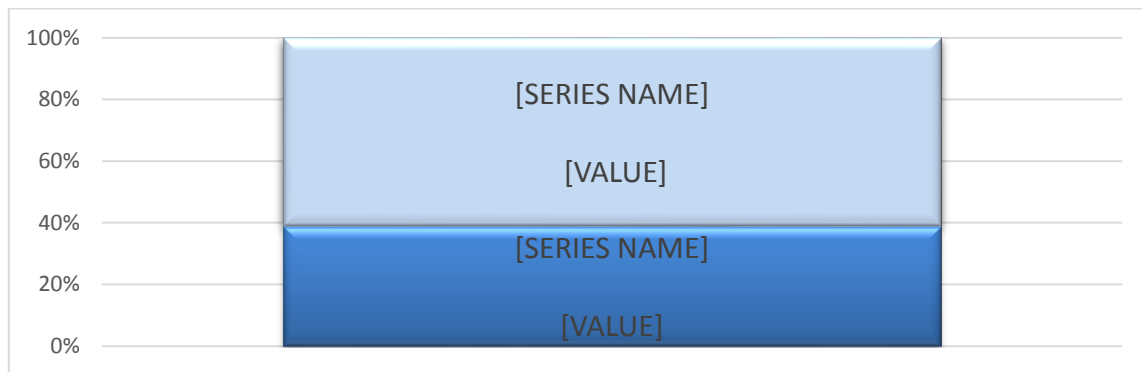 100%
[SERIES NAME]
80%
[VALUE]
60%
40%
[SERIES NAME]
20%
[VALUE]
0%